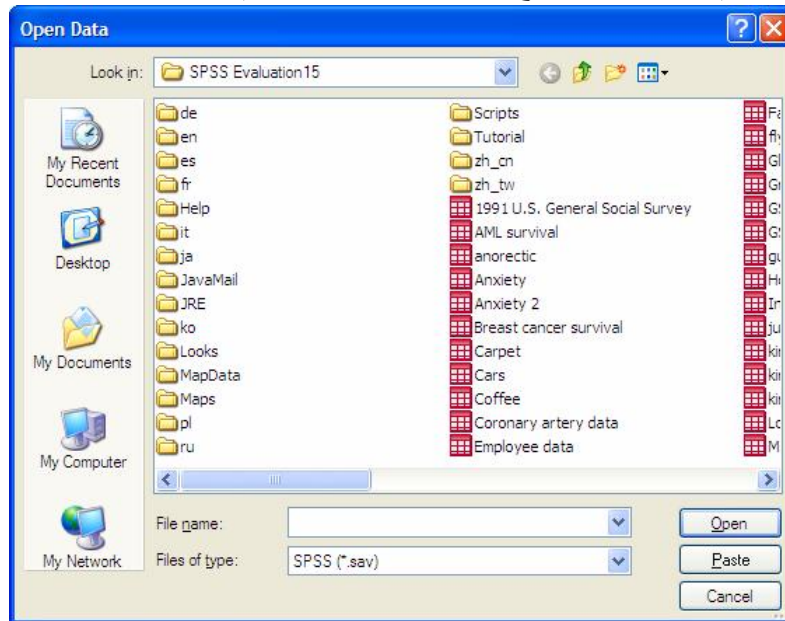 Open Data
Look in:
SPSS Evaluation15
My Recent
Documents
Desktop
My Documents
My Computer
My Network
de
en
es
fr
Help
it
ja
JavaMail
JRE
ko
Looks
MapData
Maps
pl
ru
Scripts
Tutorial
zh_cn
zh_tw
1991 U.S. General Social Survey
AML survival
anorectic
Anxiety
Anxiety 2
Breast cancer survival
Carpet
Cars
Coffee
Coronary artery data
Employee data
File name:
Open
Files of type:
SPSS (*.sav)
Paste
Cancel